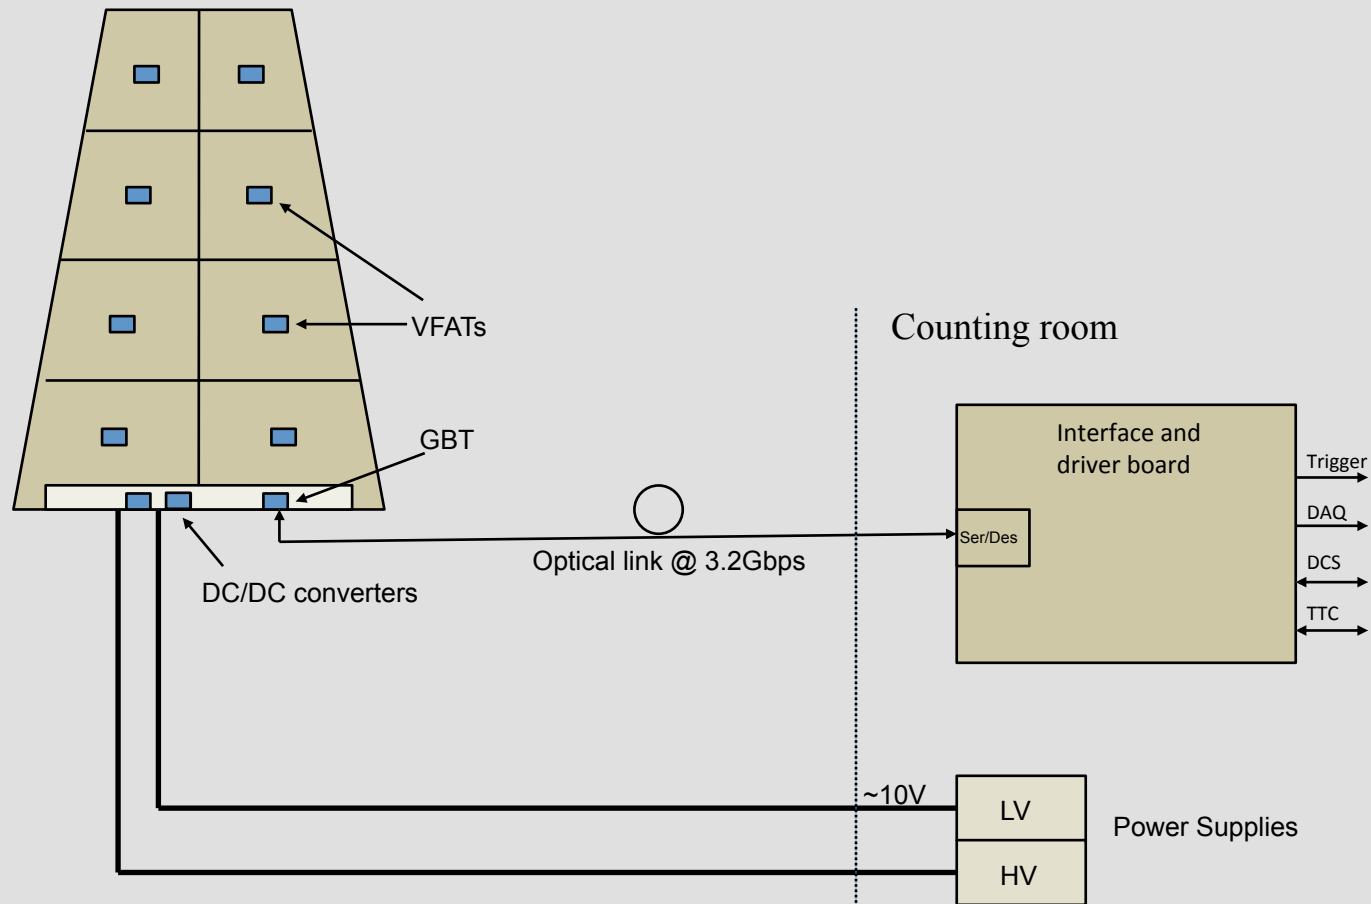 VFATs
Counting room
GBT
Interface and
driver board
Trigger
DAQ
Ser/Des
Optical link @ 3.2Gbps
DCS
DC/DC converters
TTC
~10V
LV
Power Supplies
HV